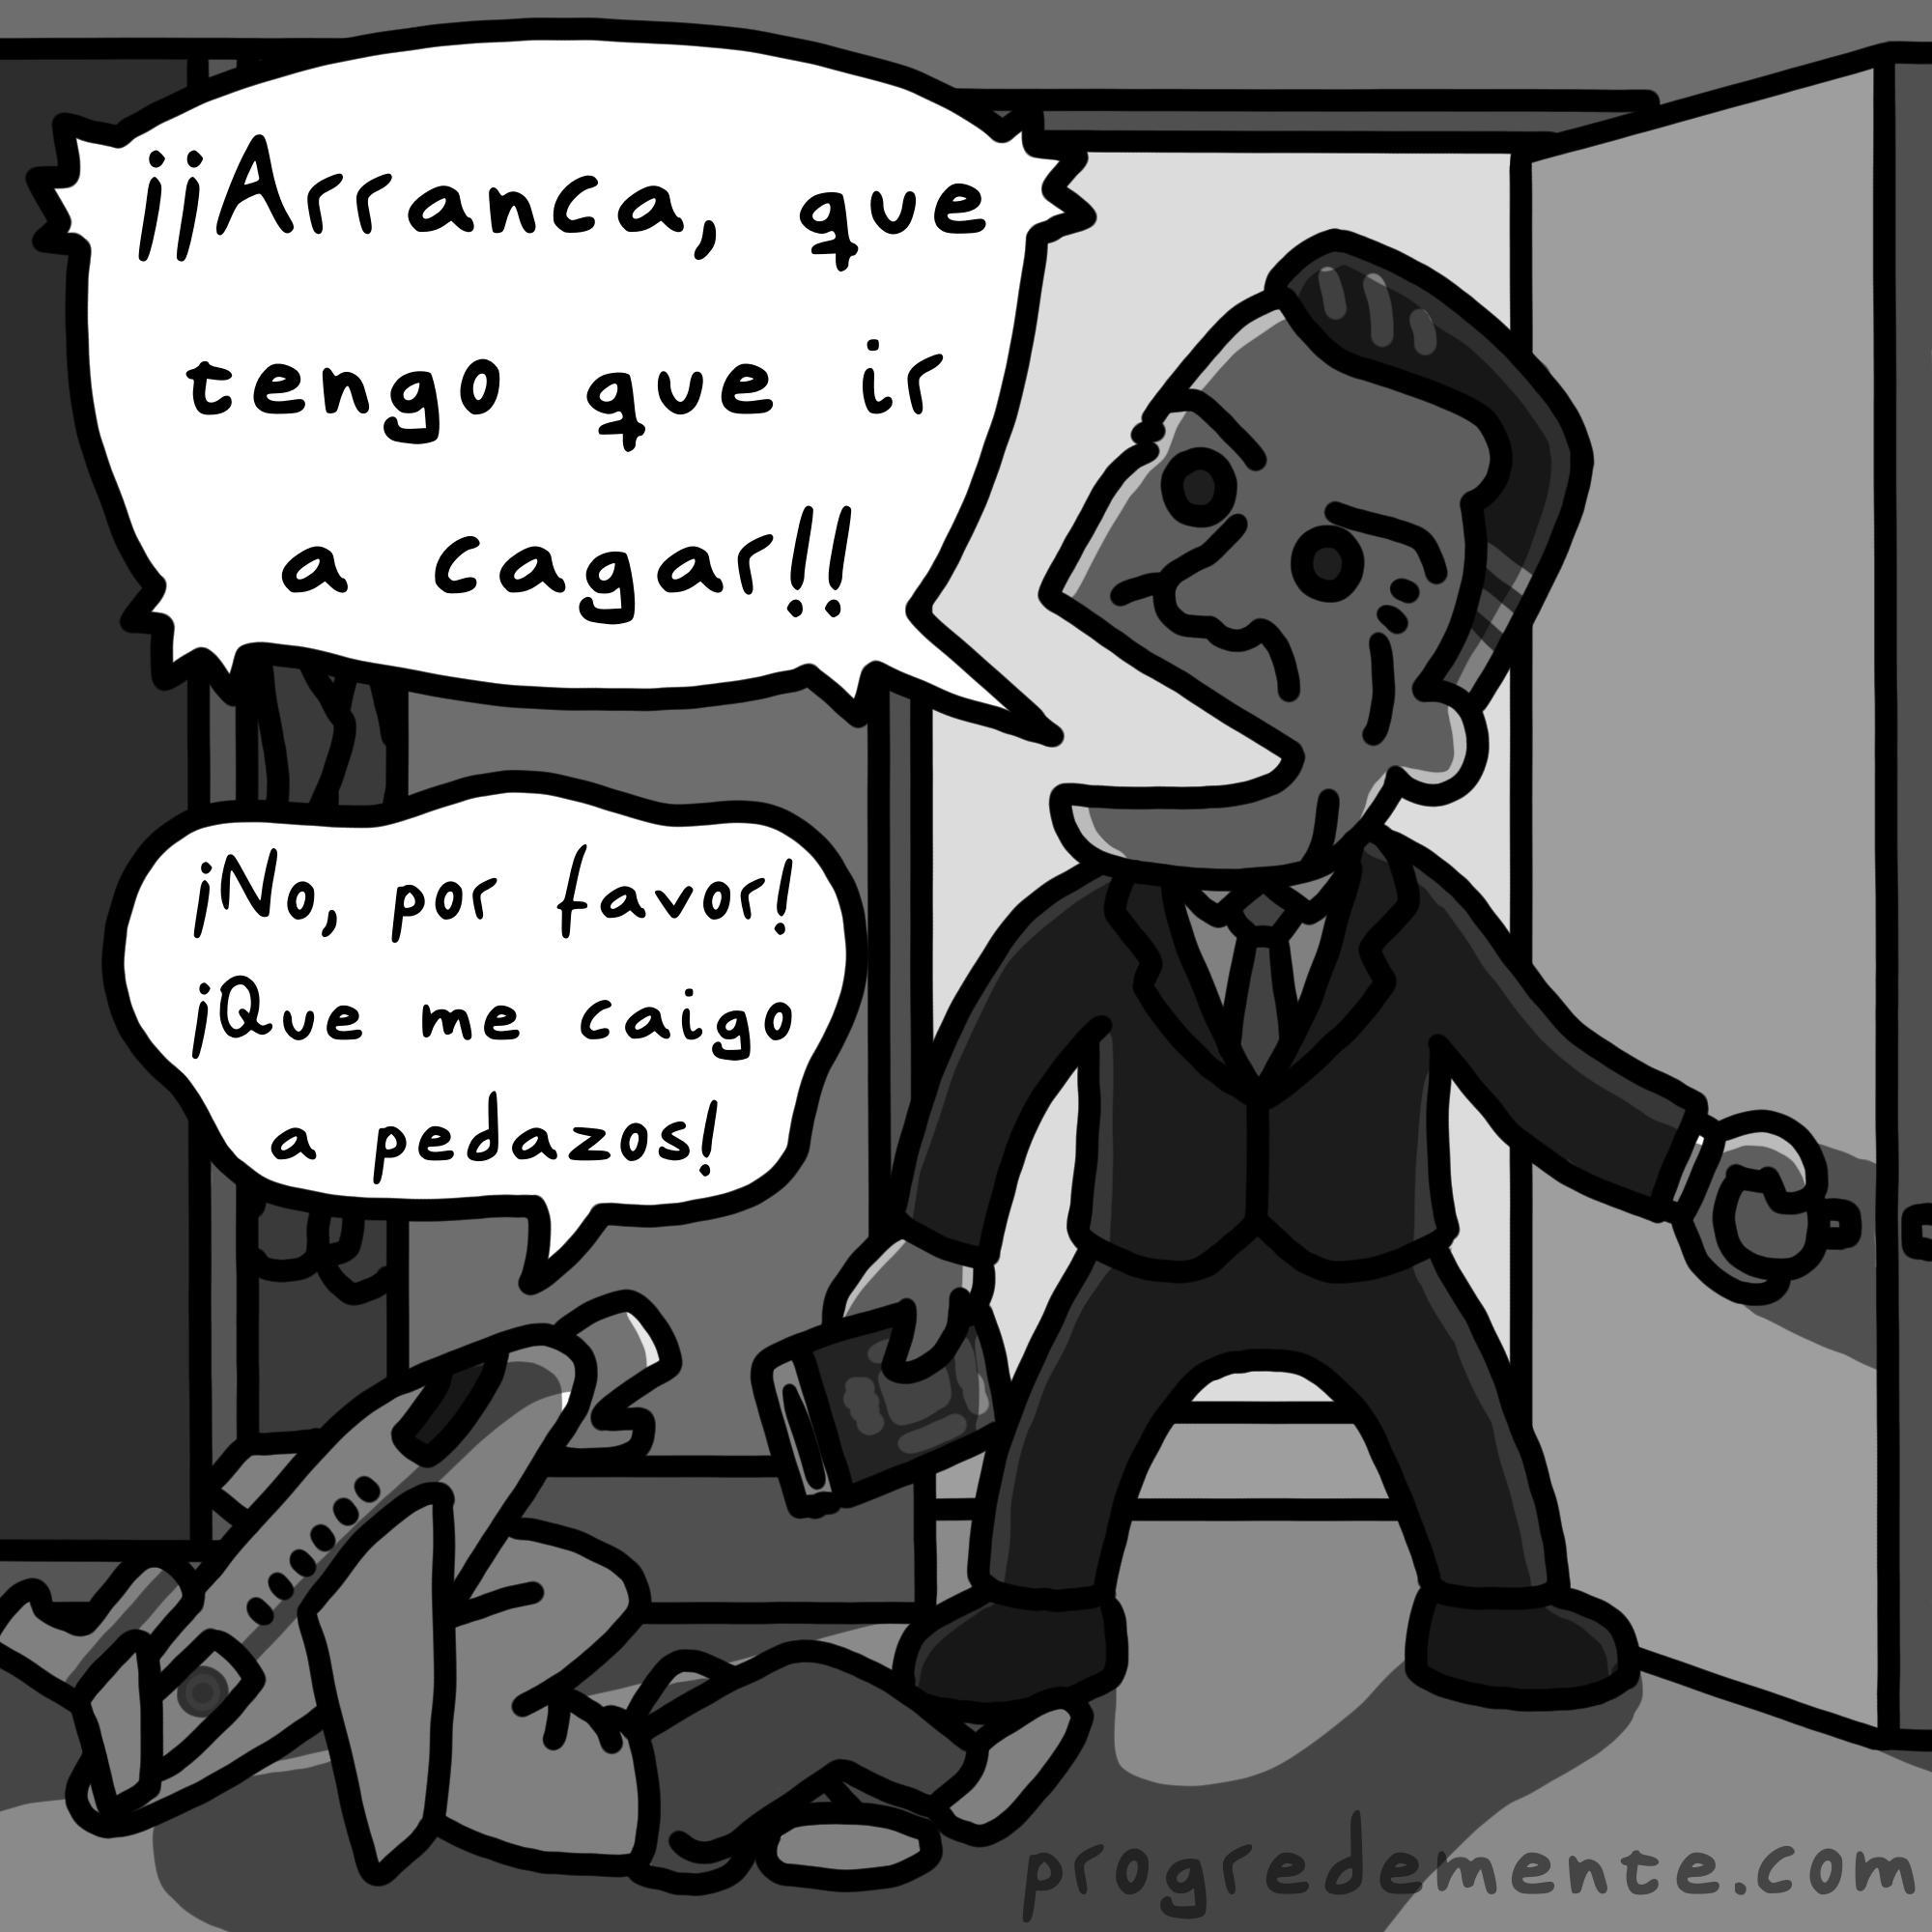 ¡¡Arranca, que
tengo que ir
a cagar!!
¡No, por favor!
¡Que me caigo
a pedazos!
progredemente.com